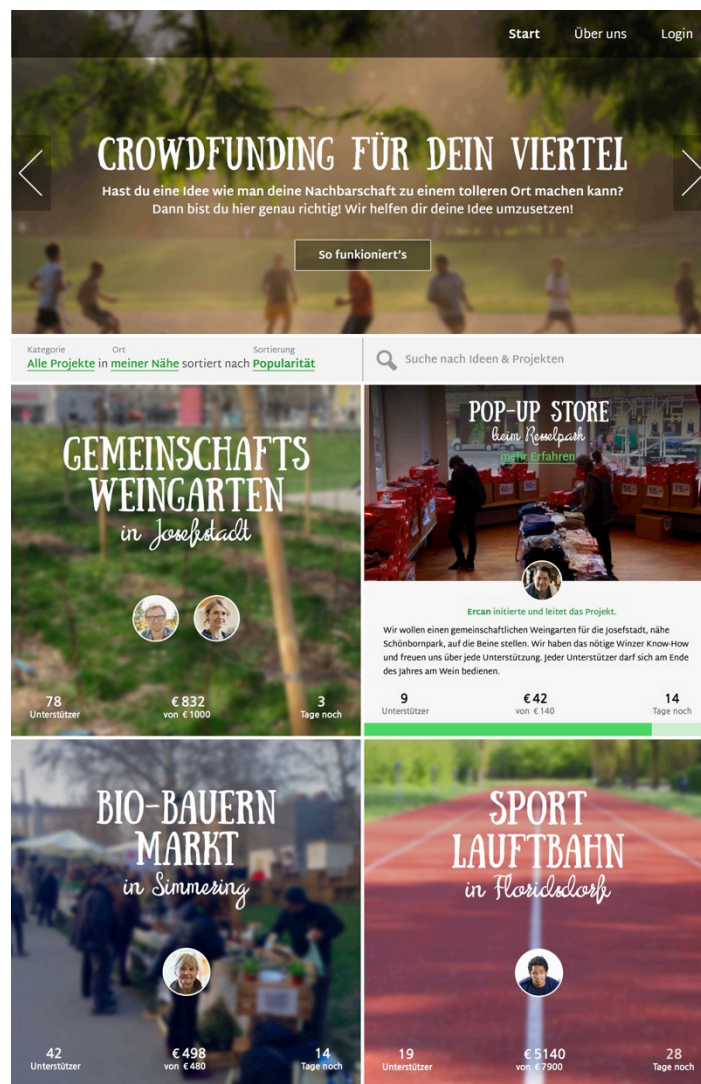 Start Über uns Login
CROWDFUNDING FÜR DEIN VIERTEL
Hast du eine Idee wie man deine Nachbarschaft zu einem tolleren Ort machen kann?
Dann bist du hier genau richtig! Wir helfen dir deine Idee umzusetzen!
So funkioniert's
Kategorie Ort Sortierung
Alle Projekte in meiner Nähe sortiert nach Popularität
Suche nach Ideen & Projekten
GEMEINSCHAFTS
WEINGARTEN
in Josefstadt
78 €832 3
Unterstützer von €1000 Tage noch
POP-UP STORE
beim Resselpark
mehr Erfahren
Ercan initierte und leitet das Projekt.
Wir wollen einen gemeinschaftlichen Weingarten für die Josefstadt, nähe
Schönbornpark, auf die Beine stellen. Wir haben das nötige Winzer Know-How
und freuen uns über jede Unterstützung. Jeder Unterstützer darf sich am Ende
des Jahres am Wein bedienen.
9 €42 14
Unterstützer von €140 Tage noch
BIO-BAUERN
MARKT
in Simmering
42 €498 14
Unterstützer von €480 Tage noch
SPORT
LAUFTBAHN
in Floridsdorf
19 €5140 28
Unterstützer von €7900 Tage noch